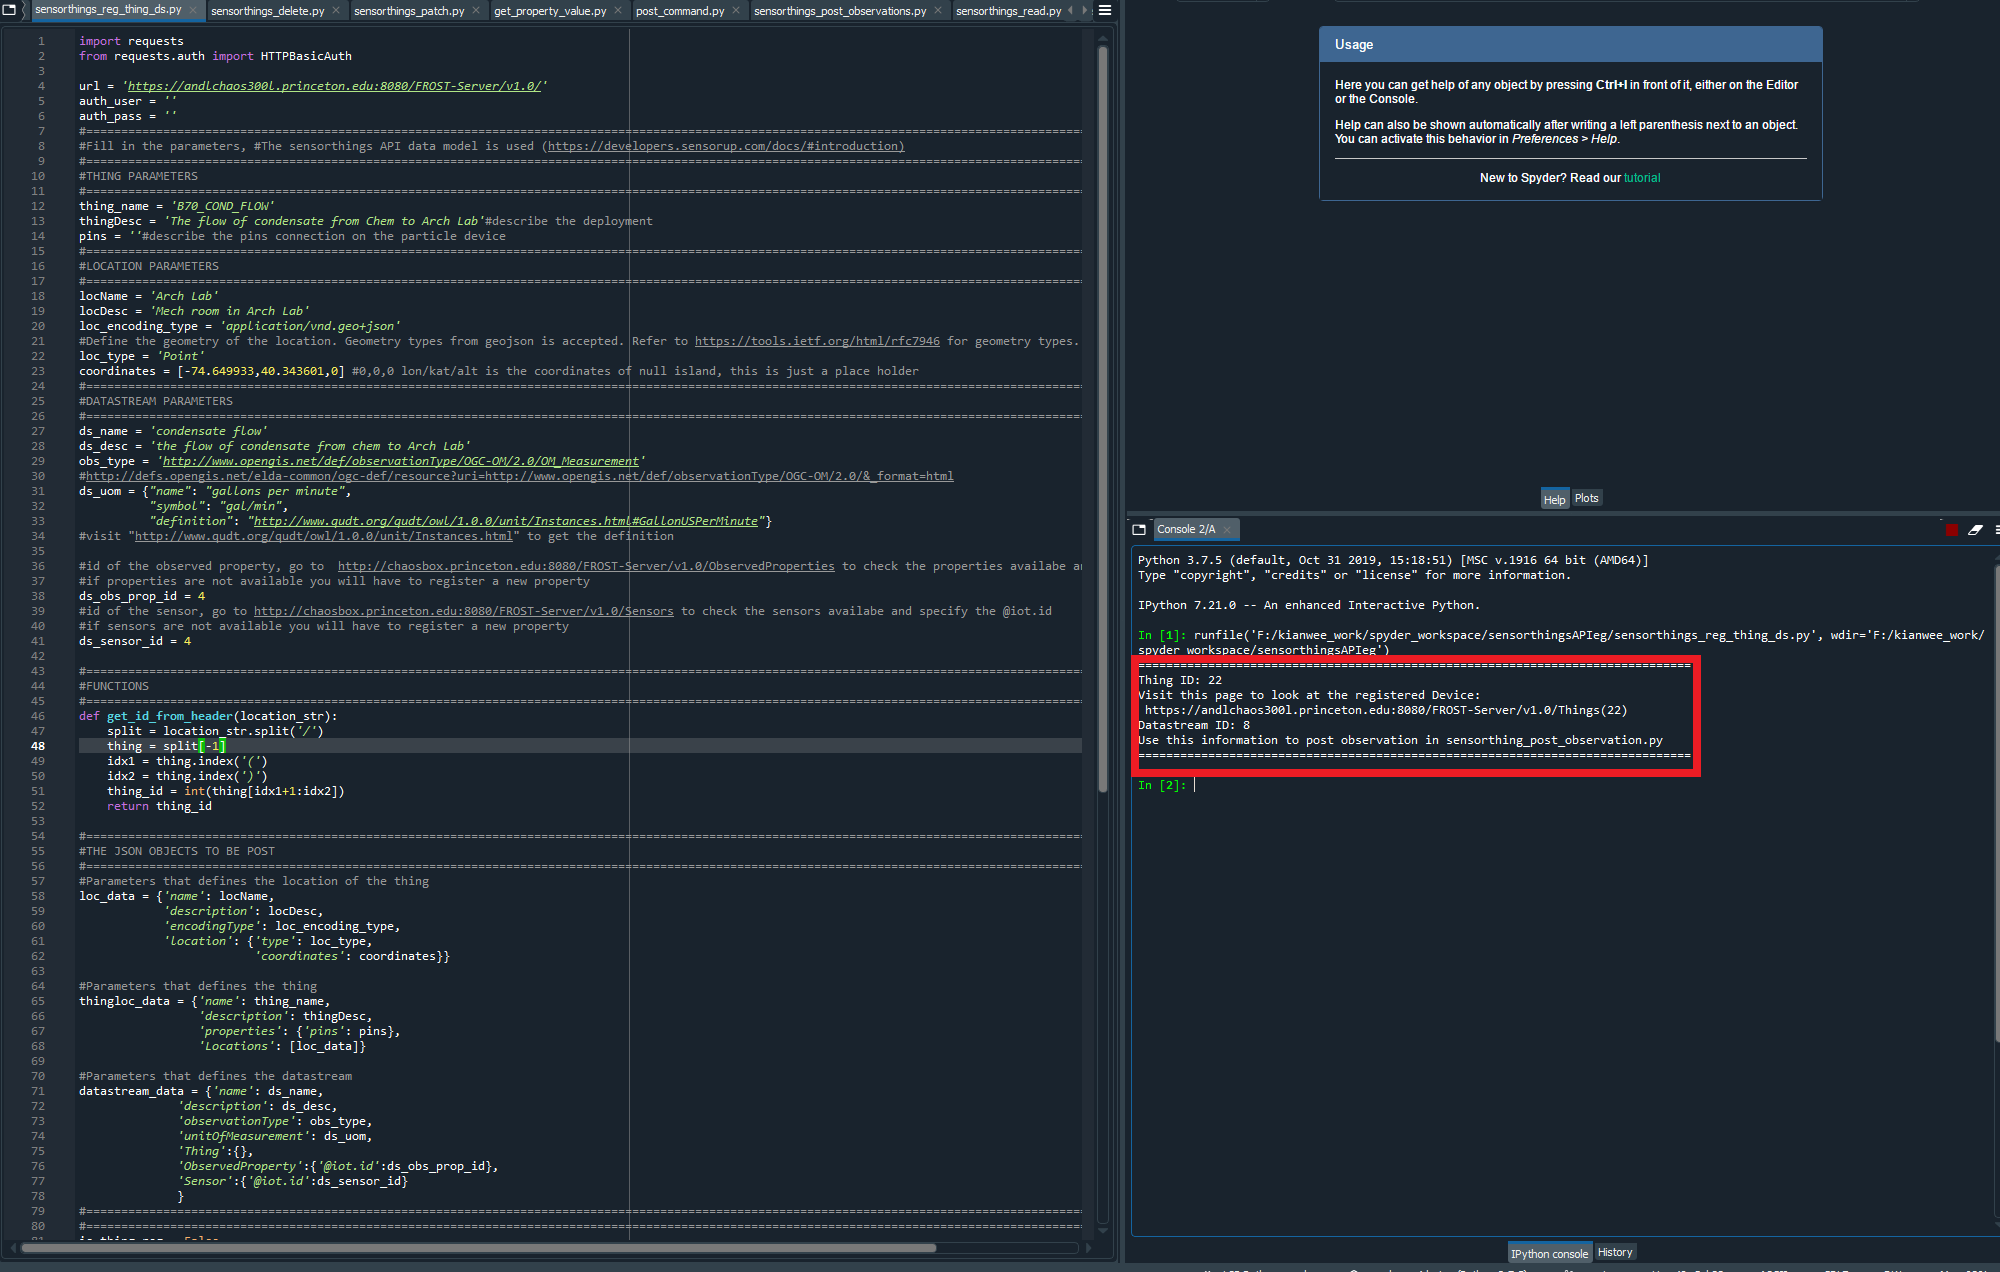 sensorthings_reg_thing_ds.py
sensorthings_delete.py
sensorthings_patch.py
get_property_value.py
post_command.py
sensorthings_post_observations.py
sensorthings_read.py
1 import requests
2 from requests.auth import HTTPBasicAuth
3
4 url = 'https://andlchaos300l.princeton.edu:8080/FROST-Server/v1.0/'
5 auth_user = ''
6 auth_pass = ''
7 #==============================================================================
8 #Fill in the parameters, #The sensorthings API data model is used (https://developers.sensorup.com/docs/#introduction)
9 #==============================================================================
10 #THING PARAMETERS
11 #==============================================================================
12 thing_name = 'B70_COND_FLOW'
13 thingDesc = 'The flow of condensate from Chem to Arch Lab'#describe the deployment
14 pins = ''#describe the pins connection on the particle device
15 #==============================================================================
16 #LOCATION PARAMETERS
17 #==============================================================================
18 locName = 'Arch Lab'
19 locDesc = 'Mech room in Arch Lab'
20 loc_encoding_type = 'application/vnd.geo+json'
21 #Define the geometry of the location. Geometry types from geojson is accepted. Refer to https://tools.ietf.org/html/rfc7946 for geometry types.
22 loc_type = 'Point'
23 coordinates = [-74.649933,40.343601,0] #0,0,0 lon/kat/alt is the coordinates of null island, this is just a place holder
24 #==============================================================================
25 #DATASTREAM PARAMETERS
26 #==============================================================================
27 ds_name = 'condensate flow'
28 ds_desc = 'the flow of condensate from chem to Arch Lab'
29 obs_type = 'http://www.opengis.net/def/observationType/OGC-OM/2.0/OM_Measurement'
30 #http://defs.opengis.net/elda-common/ogc-def/resource?uri=http://www.opengis.net/def/observationType/OGC-OM/2.0/&_format=html
31 ds_uom = {"name": "gallons per minute",
32 "symbol": "gal/min",
33 "definition": "http://www.qudt.org/qudt/owl/1.0.0/unit/Instances.html#GallonUSPerMinute"}
34 #visit "http://www.qudt.org/qudt/owl/1.0.0/unit/Instances.html" to get the definition
35
36 #id of the observed property, go to http://chaosbox.princeton.edu:8080/FROST-Server/v1.0/ObservedProperties to check the properties availabe an
37 #if properties are not available you will have to register a new property
38 ds_obs_prop_id = 4
39 #id of the sensor, go to http://chaosbox.princeton.edu:8080/FROST-Server/v1.0/Sensors to check the sensors availabe and specify the @iot.id
40 #if sensors are not available you will have to register a new property
41 ds_sensor_id = 4
42
43 #==============================================================================
44 #FUNCTIONS
45 #==============================================================================
46 def get_id_from_header(location_str):
47 split = location_str.split('/')
48 thing = split[-1]
49 idx1 = thing.index('(')
50 idx2 = thing.index(')')
51 thing_id = int(thing[idx1+1:idx2])
52 return thing_id
53
54 #==============================================================================
55 #THE JSON OBJECTS TO BE POST
56 #==============================================================================
57 #Parameters that defines the location of the thing
58 loc_data = {'name': locName,
59 'description': locDesc,
60 'encodingType': loc_encoding_type,
61 'location': {'type': loc_type,
62 'coordinates': coordinates}}
63
64 #Parameters that defines the thing
65 thingloc_data = {'name': thing_name,
66 'description': thingDesc,
67 'properties': {'pins': pins},
68 'Locations': [loc_data]}
69
70 #Parameters that defines the datastream
71 datastream_data = {'name': ds_name,
72 'description': ds_desc,
73 'observationType': obs_type,
74 'unitOfMeasurement': ds_uom,
75 'Thing':{},
76 'ObservedProperty':{'@iot.id':ds_obs_prop_id},
77 'Sensor':{'@iot.id':ds_sensor_id}
78 }
79 #==============================================================================
80 #==============================================================================
Usage
Here you can get help of any object by pressing Ctrl+I in front of it, either on the Editor
or the Console.
Help can also be shown automatically after writing a left parenthesis next to an object.
You can activate this behavior in Preferences > Help.
New to Spyder? Read our tutorial
Help Plots
Console 2/A
Python 3.7.5 (default, Oct 31 2019, 15:18:51) [MSC v.1916 64 bit (AMD64)]
Type "copyright", "credits" or "license" for more information.
IPython 7.21.0 -- An enhanced Interactive Python.
In [1]: runfile('F:/kianwee_work/spyder_workspace/sensorthingsAPIeg/sensorthings_reg_thing_ds.py', wdir='F:/kianwee_work/
spyder_workspace/sensorthingsAPIeg')
===============================================================================
Thing ID: 22
Visit this page to look at the registered Device:
https://andlchaos300l.princeton.edu:8080/FROST-Server/v1.0/Things(22)
Datastream ID: 8
Use this information to post observation in sensorthing_post_observation.py
===============================================================================
In [2]:
IPython console History